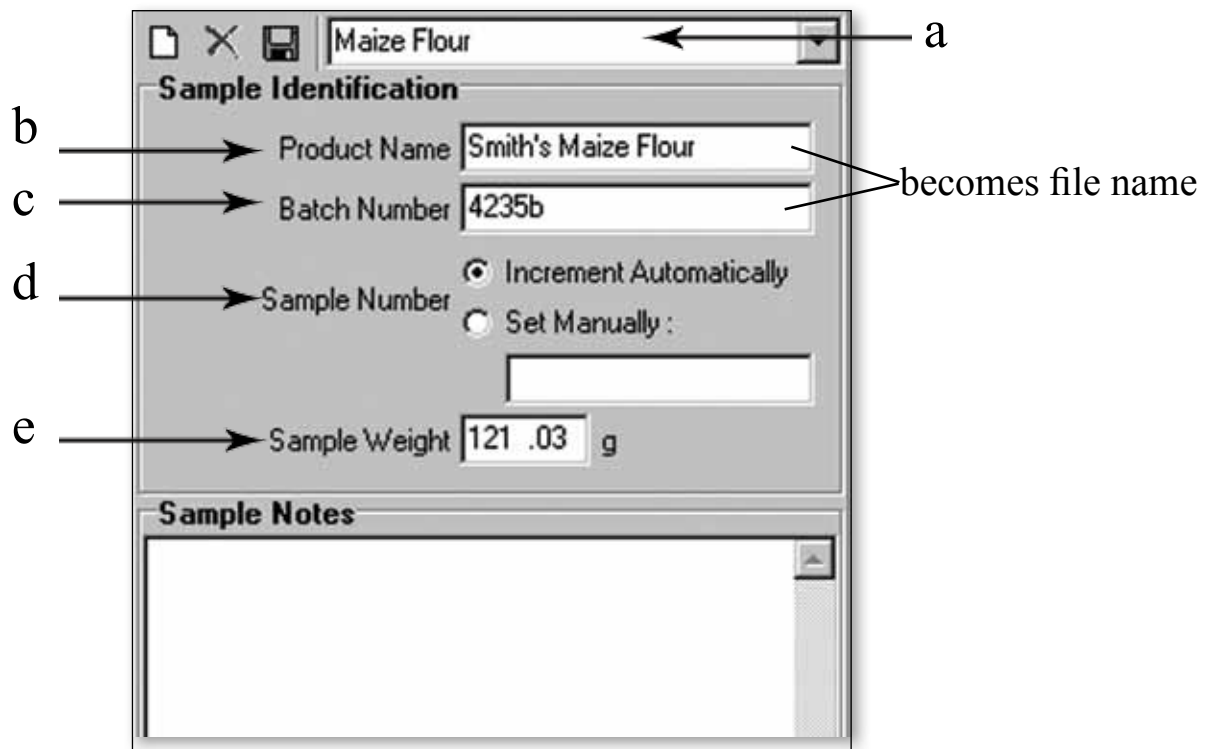 Maize Flour
a
Sample Identification
b
Product Name Smith's Maize Flour
becomes file name
c
Batch Number 4235b
d
Sample Number
Increment Automatically
Set Manually :
e
Sample Weight 121 .03 g
Sample Notes